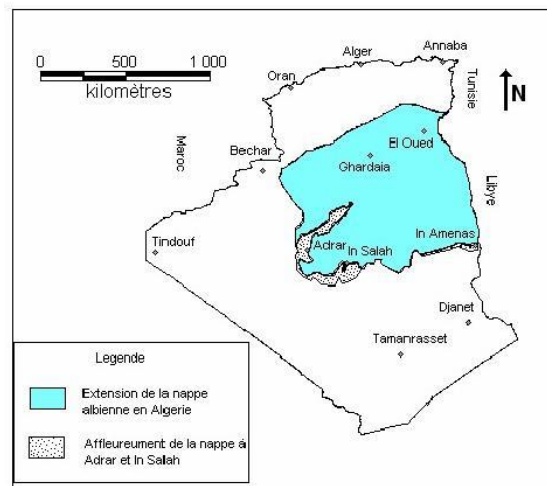 0 500 1 000
kilomètres
Alger
Annaba
Oran
Tunisie
N
Maroc
Bechar
El Oued
Ghardaia
Libye
In Amenas
Adrar
In Salah
Tindouf
Djanet
Tamanrasset
Legende
Extension de la nappe
albienne en Algerie
Affleureument de la nappe á
Adrar et In Salah